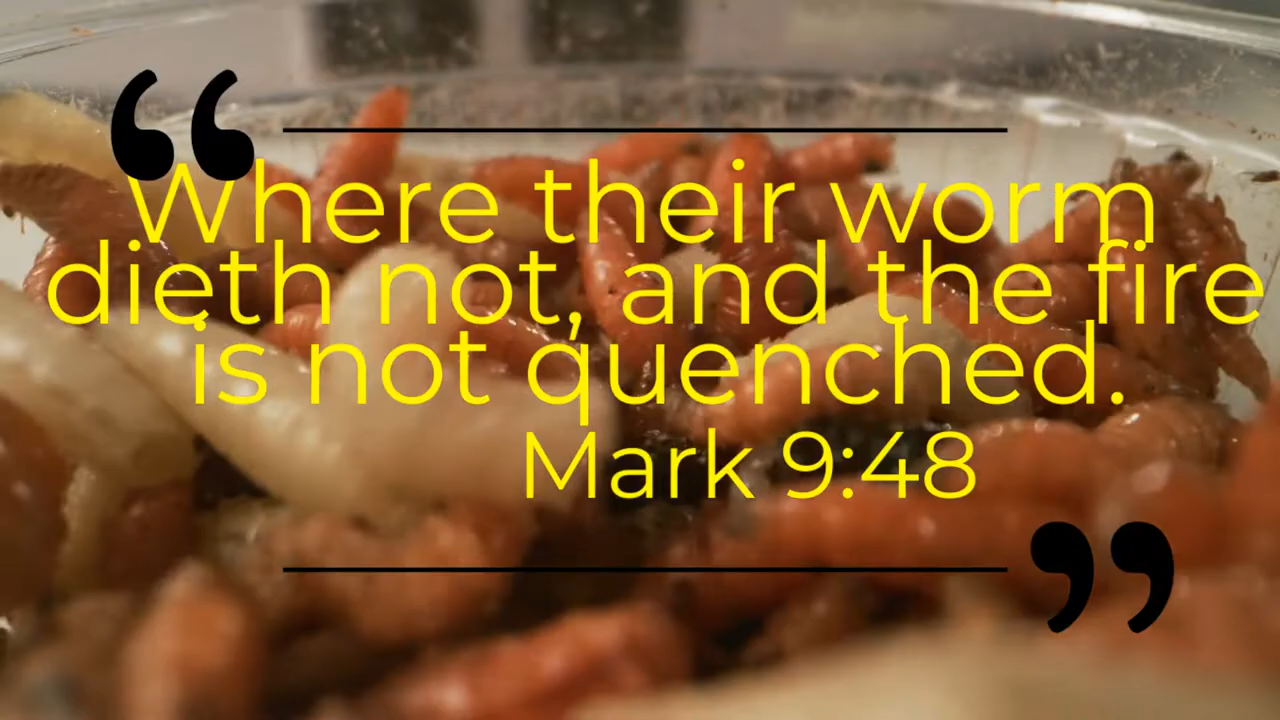 “
Where their worm
dieth not, and the fire
is not quenched.
Mark 9:48
”